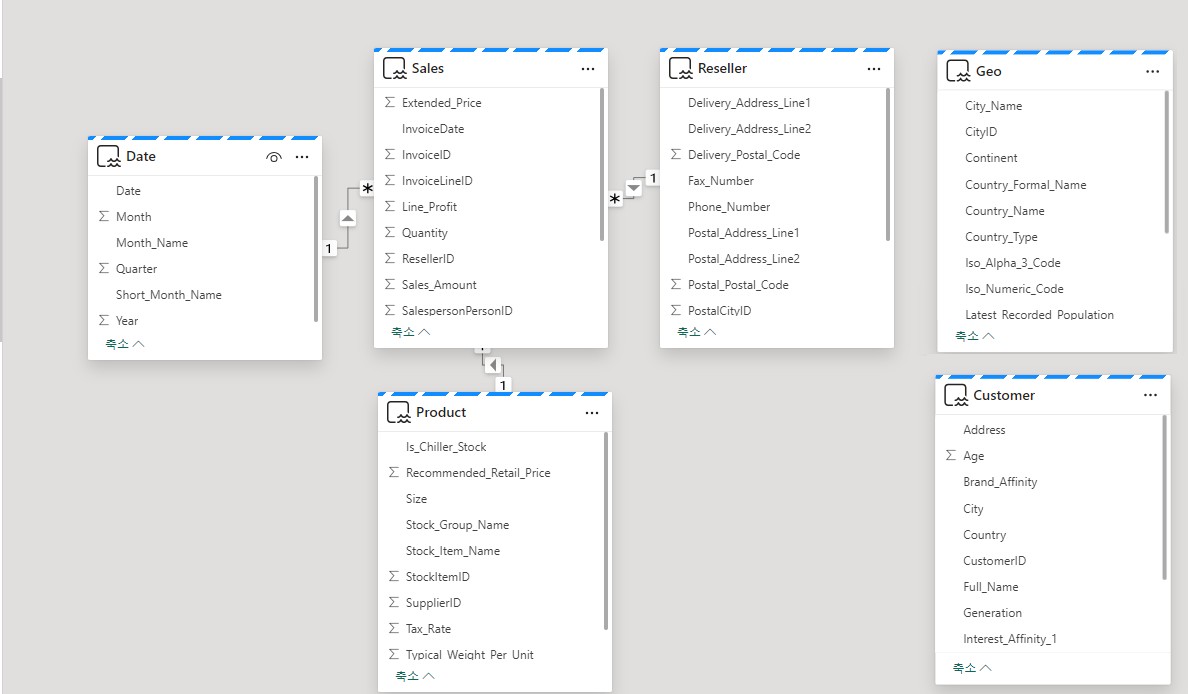 Date
Date
Month
Month_Name
Quarter
Short_Month_Name
Year
축소
1
*
Sales
Extended_Price
InvoiceDate
InvoiceID
InvoiceLineID
Line_Profit
Quantity
ResellerID
Sales_Amount
SalespersonPersonID
축소
*
1
Reseller
Delivery_Address_Line1
Delivery_Address_Line2
Delivery_Postal_Code
Fax_Number
Phone_Number
Postal_Address_Line1
Postal_Address_Line2
Postal_Postal_Code
PostalCityID
축소
Geo
City_Name
CityID
Continent
Country_Formal_Name
Country_Name
Country_Type
Iso_Alpha_3_Code
Iso_Numeric_Code
Latest_Recorded_Population
축소
1
Product
Is_Chiller_Stock
Recommended_Retail_Price
Size
Stock_Group_Name
Stock_Item_Name
StockItemID
SupplierID
Tax_Rate
Typical_Weight_Per_Unit
축소
Customer
Address
Age
Brand_Affinity
City
Country
CustomerID
Full_Name
Generation
Interest_Affinity_1
축소